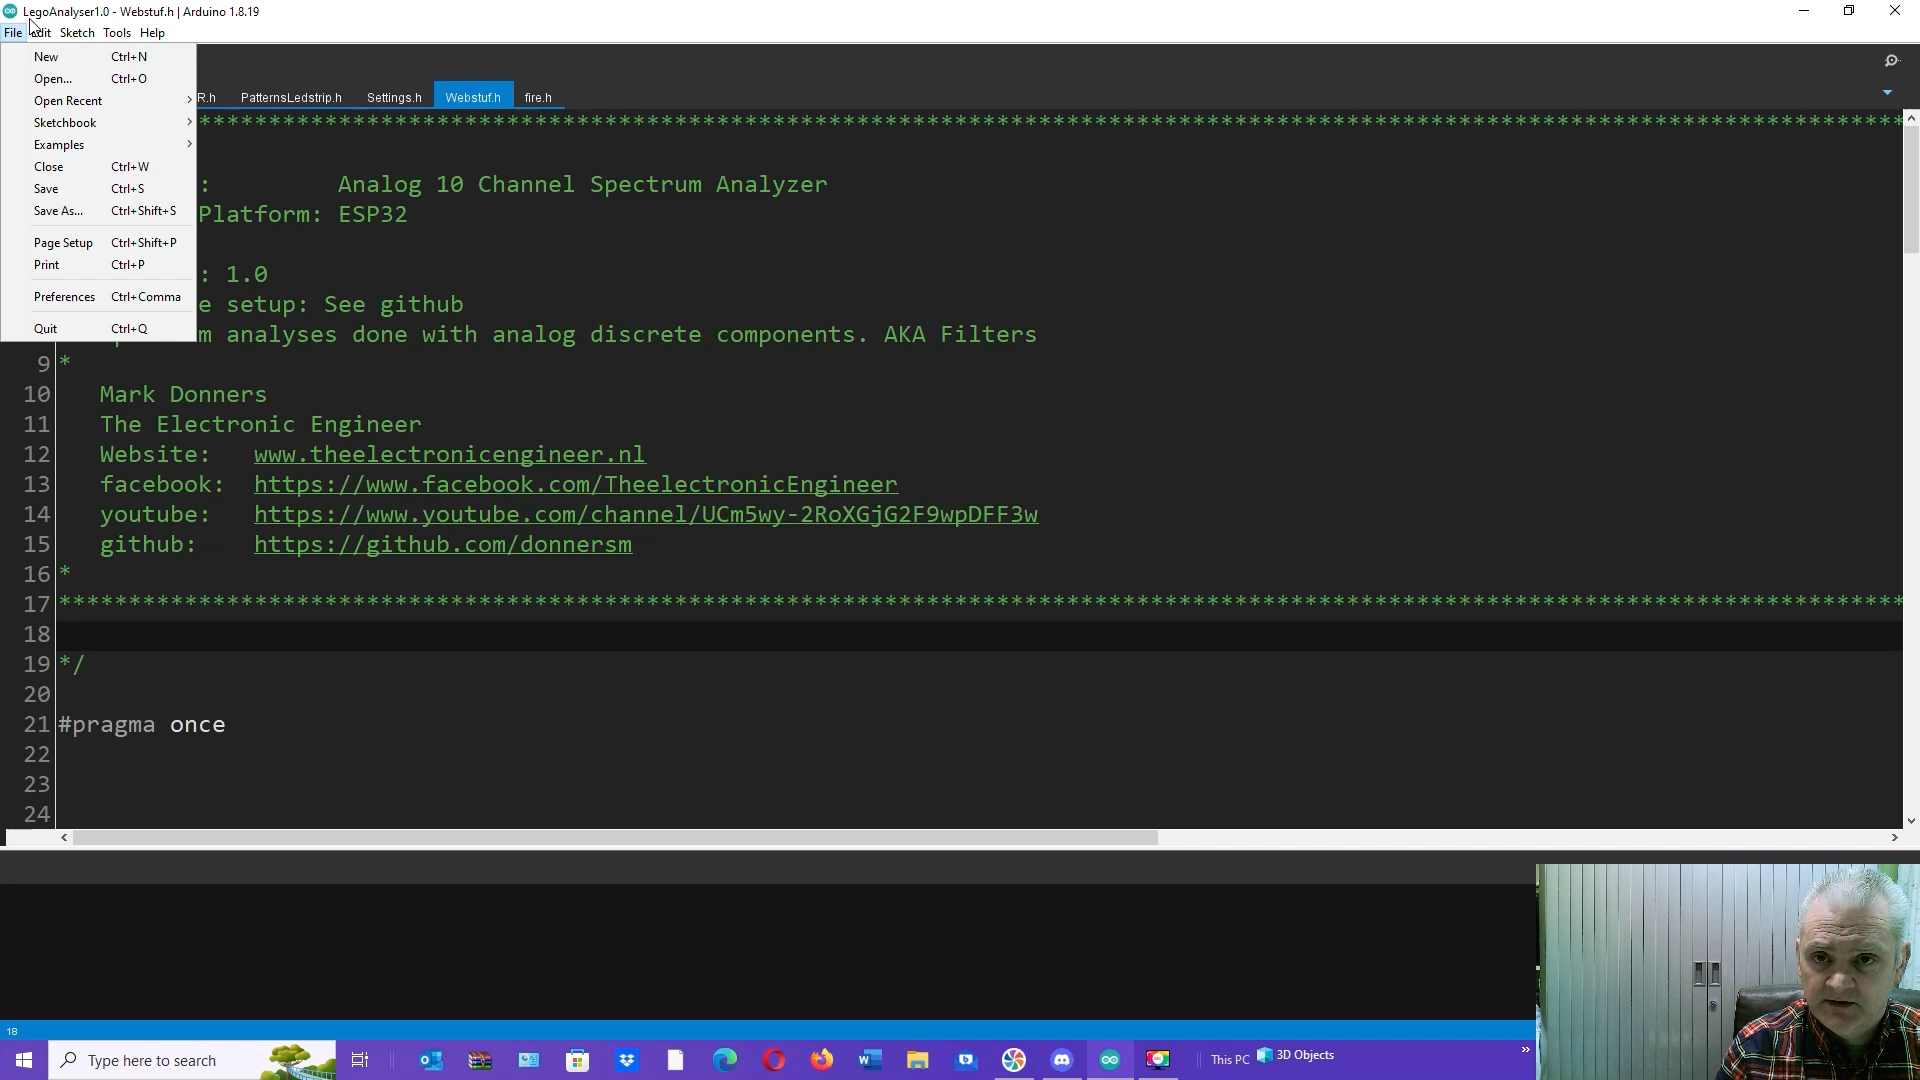 LegoAnalyser1.0 - Webstuf.h | Arduino 1.8.19
File Edit Sketch Tools Help
New Ctrl+N
Open... Ctrl+O
Open Recent
Sketchbook
Examples
Close Ctrl+W
Save Ctrl+S
Save As... Ctrl+Shift+S
Page Setup Ctrl+Shift+P
Print Ctrl+P
Preferences Ctrl+Comma
Quit Ctrl+Q
R.h PatternsLedstrip.h Settings.h Webstuf.h fire.h
****************************************************************
: Analog 10 Channel Spectrum Analyzer
Platform: ESP32
: 1.0
e setup: See github
m analyses done with analog discrete components. AKA Filters
9 *
10 Mark Donners
11 The Electronic Engineer
12 Website: www.theelectronicengineer.nl
13 facebook: https://www.facebook.com/TheelectronicEngineer
14 youtube: https://www.youtube.com/channel/UCm5wy-2RoXGjG2F9wpDFF3w
15 github: https://github.com/donnersm
16 *
17 ****************************************************************
18
19 */
20
21 #pragma once
22
23
24
18
Type here to search
This PC 3D Objects